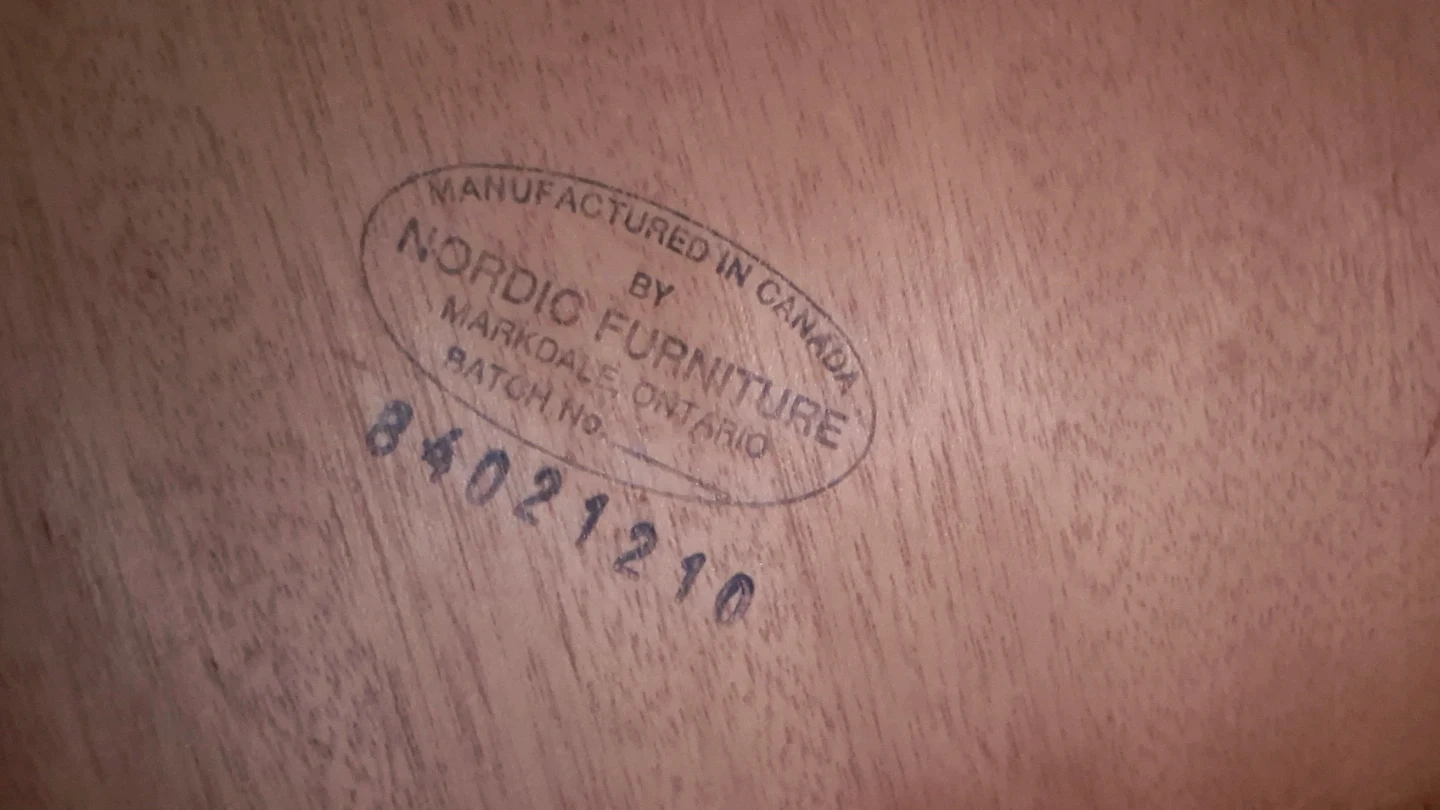 MANUFACTURED IN CANADA
BY
NORDIC FURNITURE
MARKDALE, ONTARIO
BATCH No.
84021210